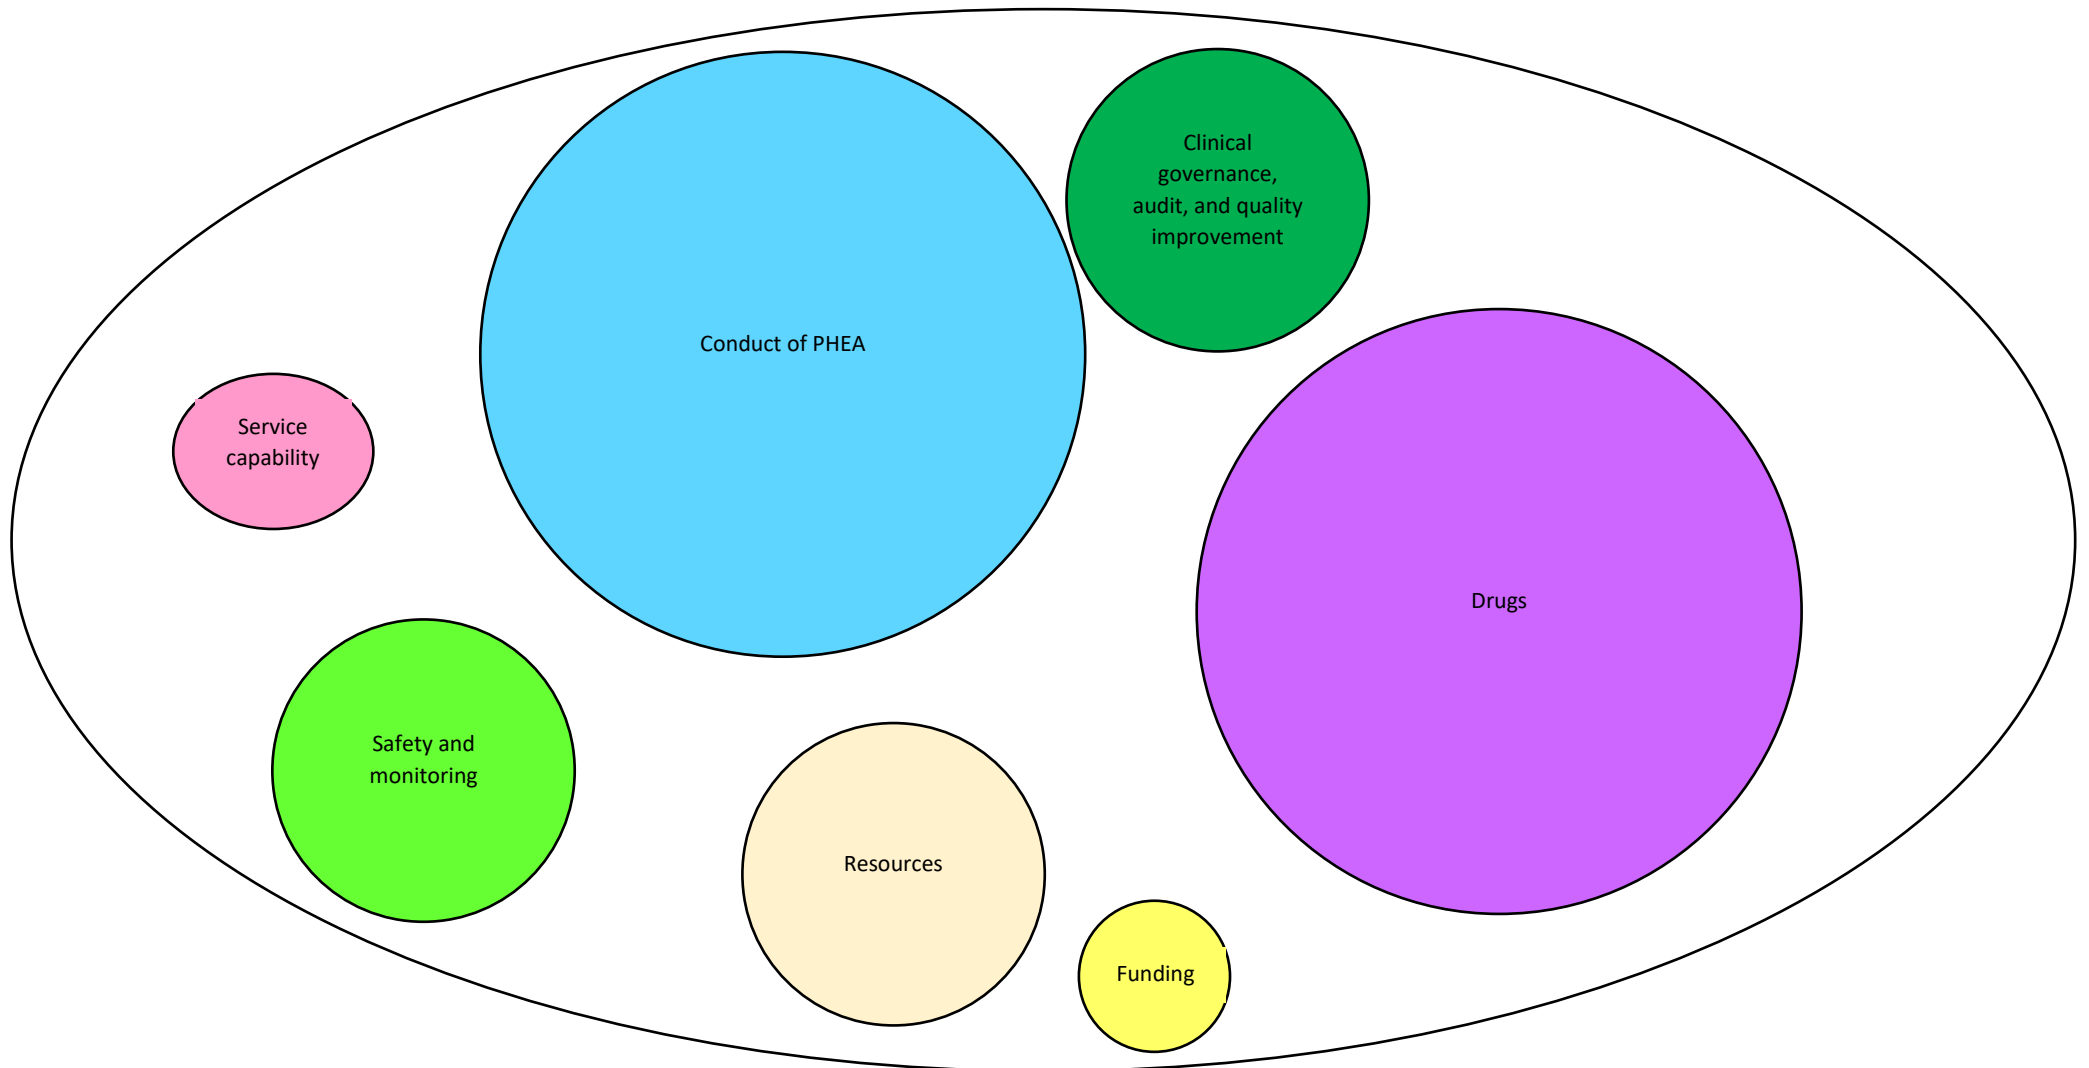 Clinical
governance,
audit, and quality
improvement
Conduct of PHEA
Service
capability
Drugs
Safety and
monitoring
Resources
Funding